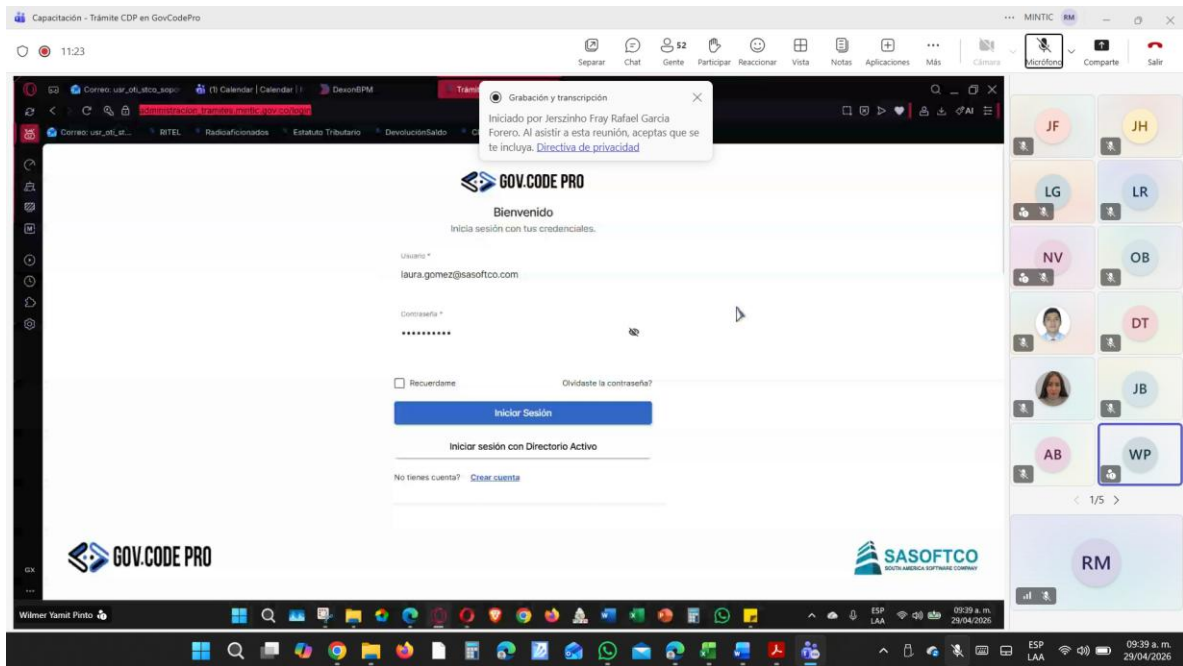 Capacitación - Trámite CDP en GovCodePro
MINTIC RM
11:23
Separar Chat 52 Gente Participar Reaccionar Vista Notas Aplicaciones Más Cámara Micrófono Comparte Salir
Correo: usr_oti_stco_sopo (1) Calendar | Calendar | DexonBPM
administracion.tramites.mintic.gov.co/login
Correo: usr_oti_st... RITEL Radioaficionados Estatuto Tributario DevoluciónSaldo
Grabación y transcripción
Iniciado por Jerszinho Fray Rafael Garcia
Forero. Al asistir a esta reunión, aceptas que se
te incluya. Directiva de privacidad
GOV.CODE PRO
Bienvenido
Inicia sesión con tus credenciales.
Usuario *
laura.gomez@sasoftco.com
Contraseña *
Recuerdame Olvidaste la contraseña?
Iniciar Sesión
Iniciar sesión con Directorio Activo
No tienes cuenta? Crear cuenta
GOV.CODE PRO
SASOFTCO
SOUTH AMERICA SOFTWARE COMPANY
GX
JF JH
LG LR
NV OB
DT
JB
AB WP
1/5
RM
Wilmer Yamit Pinto
ESP
LAA
09:39 a. m.
29/04/2026
ESP
LAA
09:39 a. m.
29/04/2026